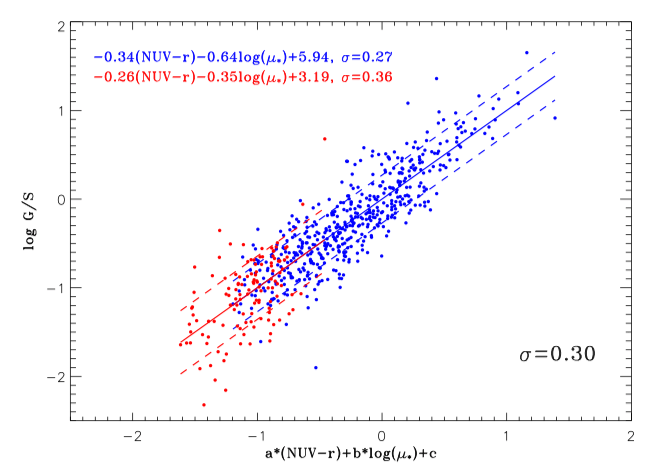 −0.34(NUV−r)−0.64log(μ*)+5.94, σ=0.27
−0.26(NUV−r)−0.35log(μ*)+3.19, σ=0.36
2
1
0
−1
−2
log G/S
σ=0.30
−2 −1 0 1 2
a*(NUV−r)+b*log(μ*)+c